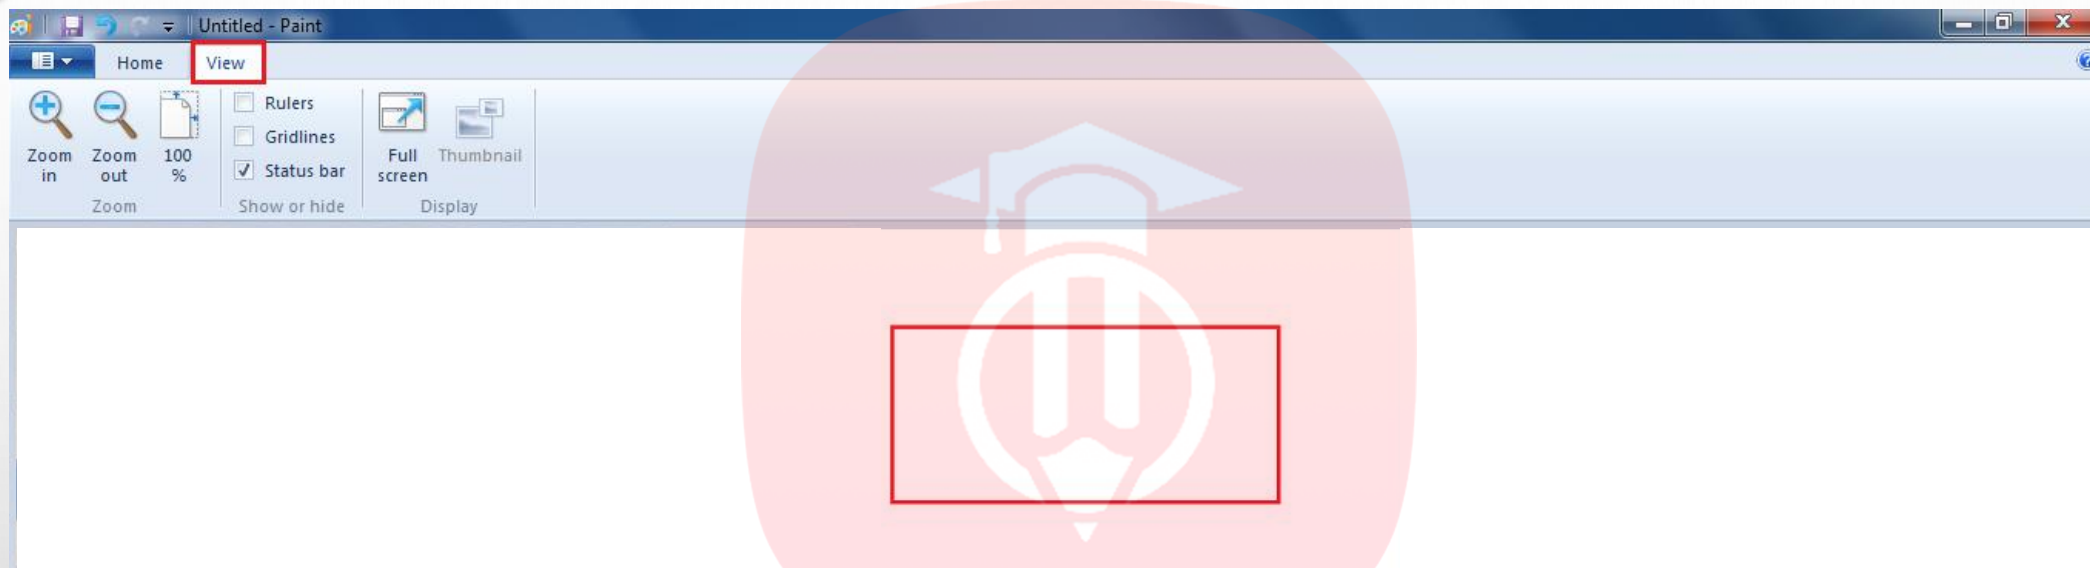 Untitled - Paint
Home View
Zoom in
Zoom out
100 %
Zoom
Rulers
Gridlines
Status bar
Show or hide
Full screen
Thumbnail
Display